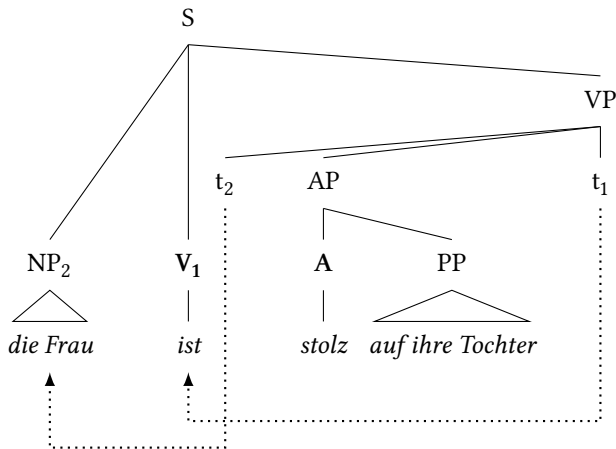 S
VP
t₂ AP t₁
NP₂ V₁ A PP
die Frau ist stolz auf ihre Tochter